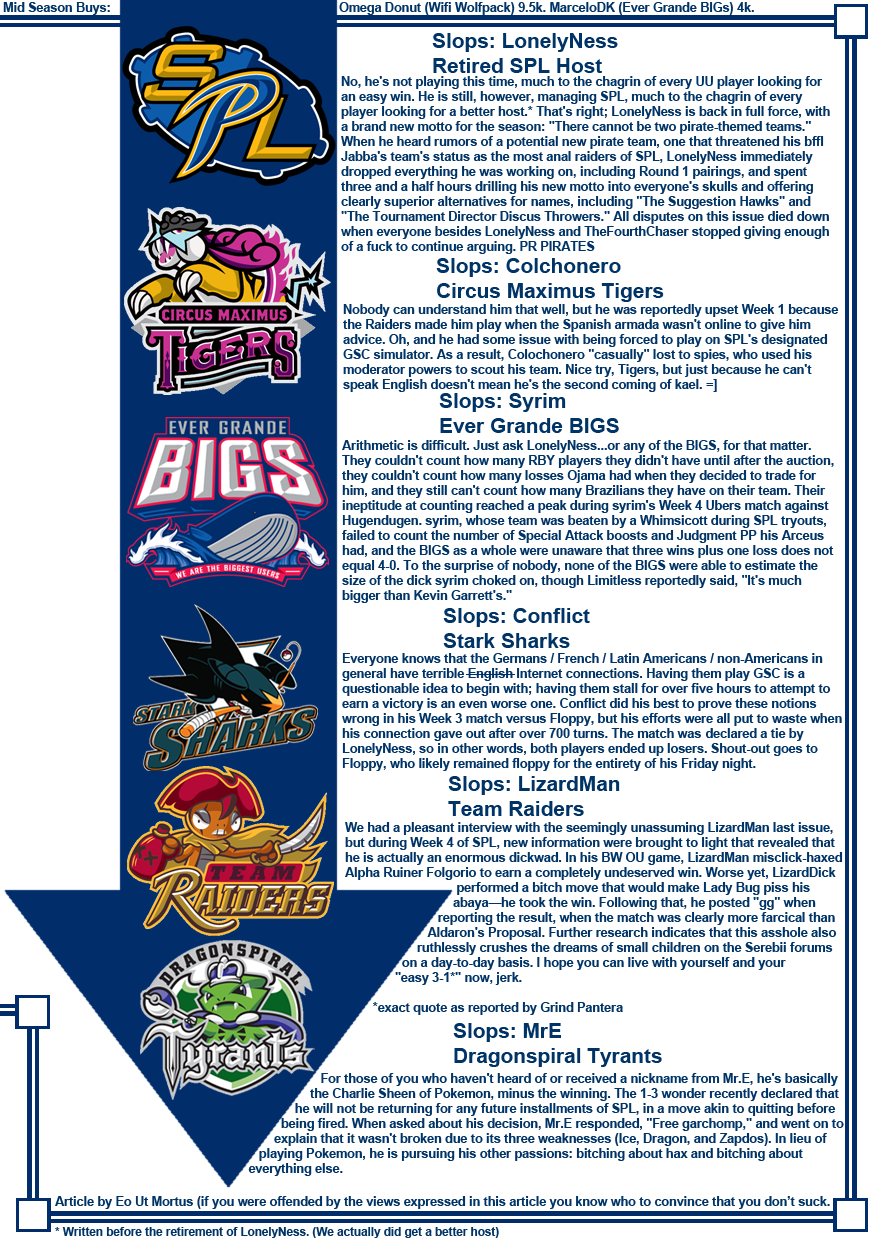 Mid Season Buys:
Omega Donut (Wifi Wolfpack) 9.5k. MarceloDK (Ever Grande BIGs) 4k.
SPL
Slops: LonelyNess
Retired SPL Host
No, he's not playing this time, much to the chagrin of every UU player looking for
an easy win. He is still, however, managing SPL, much to the chagrin of every
player looking for a better host.* That's right; LonelyNess is back in full force, with
a brand new motto for the season: "There cannot be two pirate-themed teams."
When he heard rumors of a potential new pirate team, one that threatened his bffl
Jabba's team's status as the most anal raiders of SPL, LonelyNess immediately
dropped everything he was working on, including Round 1 pairings, and spent
three and a half hours drilling his new motto into everyone's skulls and offering
clearly superior alternatives for names, including "The Suggestion Hawks" and
"The Tournament Director Discus Throwers." All disputes on this issue died down
when everyone besides LonelyNess and TheFourthChaser stopped giving enough
of a fuck to continue arguing. PR PIRATES
CIRCUS MAXIMUS
TIGERS
Slops: Colchonero
Circus Maximus Tigers
Nobody can understand him that well, but he was reportedly upset Week 1 because
the Raiders made him play when the Spanish armada wasn't online to give him
advice. Oh, and he had some issue with being forced to play on SPL's designated
GSC simulator. As a result, Colochonero "casually" lost to spies, who used his
moderator powers to scout his team. Nice try, Tigers, but just because he can't
speak English doesn't mean he's the second coming of kael. =]
EVER GRANDE
BIGS
WE ARE THE BIGGEST USERS
Slops: Syrim
Ever Grande BIGS
Arithmetic is difficult. Just ask LonelyNess...or any of the BIGS, for that matter.
They couldn't count how many RBY players they didn't have until after the auction,
they couldn't count how many losses Ojama had when they decided to trade for
him, and they still can't count how many Brazilians they have on their team. Their
ineptitude at counting reached a peak during syrim's Week 4 Ubers match against
Hugendugen. syrim, whose team was beaten by a Whimsicott during SPL tryouts,
failed to count the number of Special Attack boosts and Judgment PP his Arceus
had, and the BIGS as a whole were unaware that three wins plus one loss does not
equal 4-0. To the surprise of nobody, none of the BIGS were able to estimate the
size of the dick syrim choked on, though Limitless reportedly said, "It's much
bigger than Kevin Garrett's."
STARK
SHARKS
Slops: Conflict
Stark Sharks
Everyone knows that the Germans / French / Latin Americans / non-Americans in
general have terrible English Internet connections. Having them play GSC is a
questionable idea to begin with; having them stall for over five hours to attempt to
earn a victory is an even worse one. Conflict did his best to prove these notions
wrong in his Week 3 match versus Floppy, but his efforts were all put to waste when
his connection gave out after over 700 turns. The match was declared a tie by
LonelyNess, so in other words, both players ended up losers. Shout-out goes to
Floppy, who likely remained floppy for the entirety of his Friday night.
TEAM
RAIDERS
Slops: LizardMan
Team Raiders
We had a pleasant interview with the seemingly unassuming LizardMan last issue,
but during Week 4 of SPL, new information were brought to light that revealed that
he is actually an enormous dickwad. In his BW OU game, LizardMan misclick-haxed
Alpha Ruiner Folgorio to earn a completely undeserved win. Worse yet, LizardDick
performed a bitch move that would make Lady Bug piss his
abaya—he took the win. Following that, he posted "gg" when
reporting the result, when the match was clearly more farcical than
Aldaron's Proposal. Further research indicates that this asshole also
ruthlessly crushes the dreams of small children on the Serebii forums
on a day-to-day basis. I hope you can live with yourself and your
"easy 3-1*" now, jerk.
*exact quote as reported by Grind Pantera
DRAGONSPIRAL
Tyrants
Slops: MrE
Dragonspiral Tyrants
For those of you who haven't heard of or received a nickname from Mr.E, he's basically
the Charlie Sheen of Pokemon, minus the winning. The 1-3 wonder recently declared that
he will not be returning for any future installments of SPL, in a move akin to quitting before
being fired. When asked about his decision, Mr.E responded, "Free garchomp," and went on to
explain that it wasn't broken due to its three weaknesses (Ice, Dragon, and Zapdos). In lieu of
playing Pokemon, he is pursuing his other passions: bitching about hax and bitching about
everything else.
Article by Eo Ut Mortus (if you were offended by the views expressed in this article you know who to convince that you don't suck.
* Written before the retirement of LonelyNess. (We actually did get a better host)